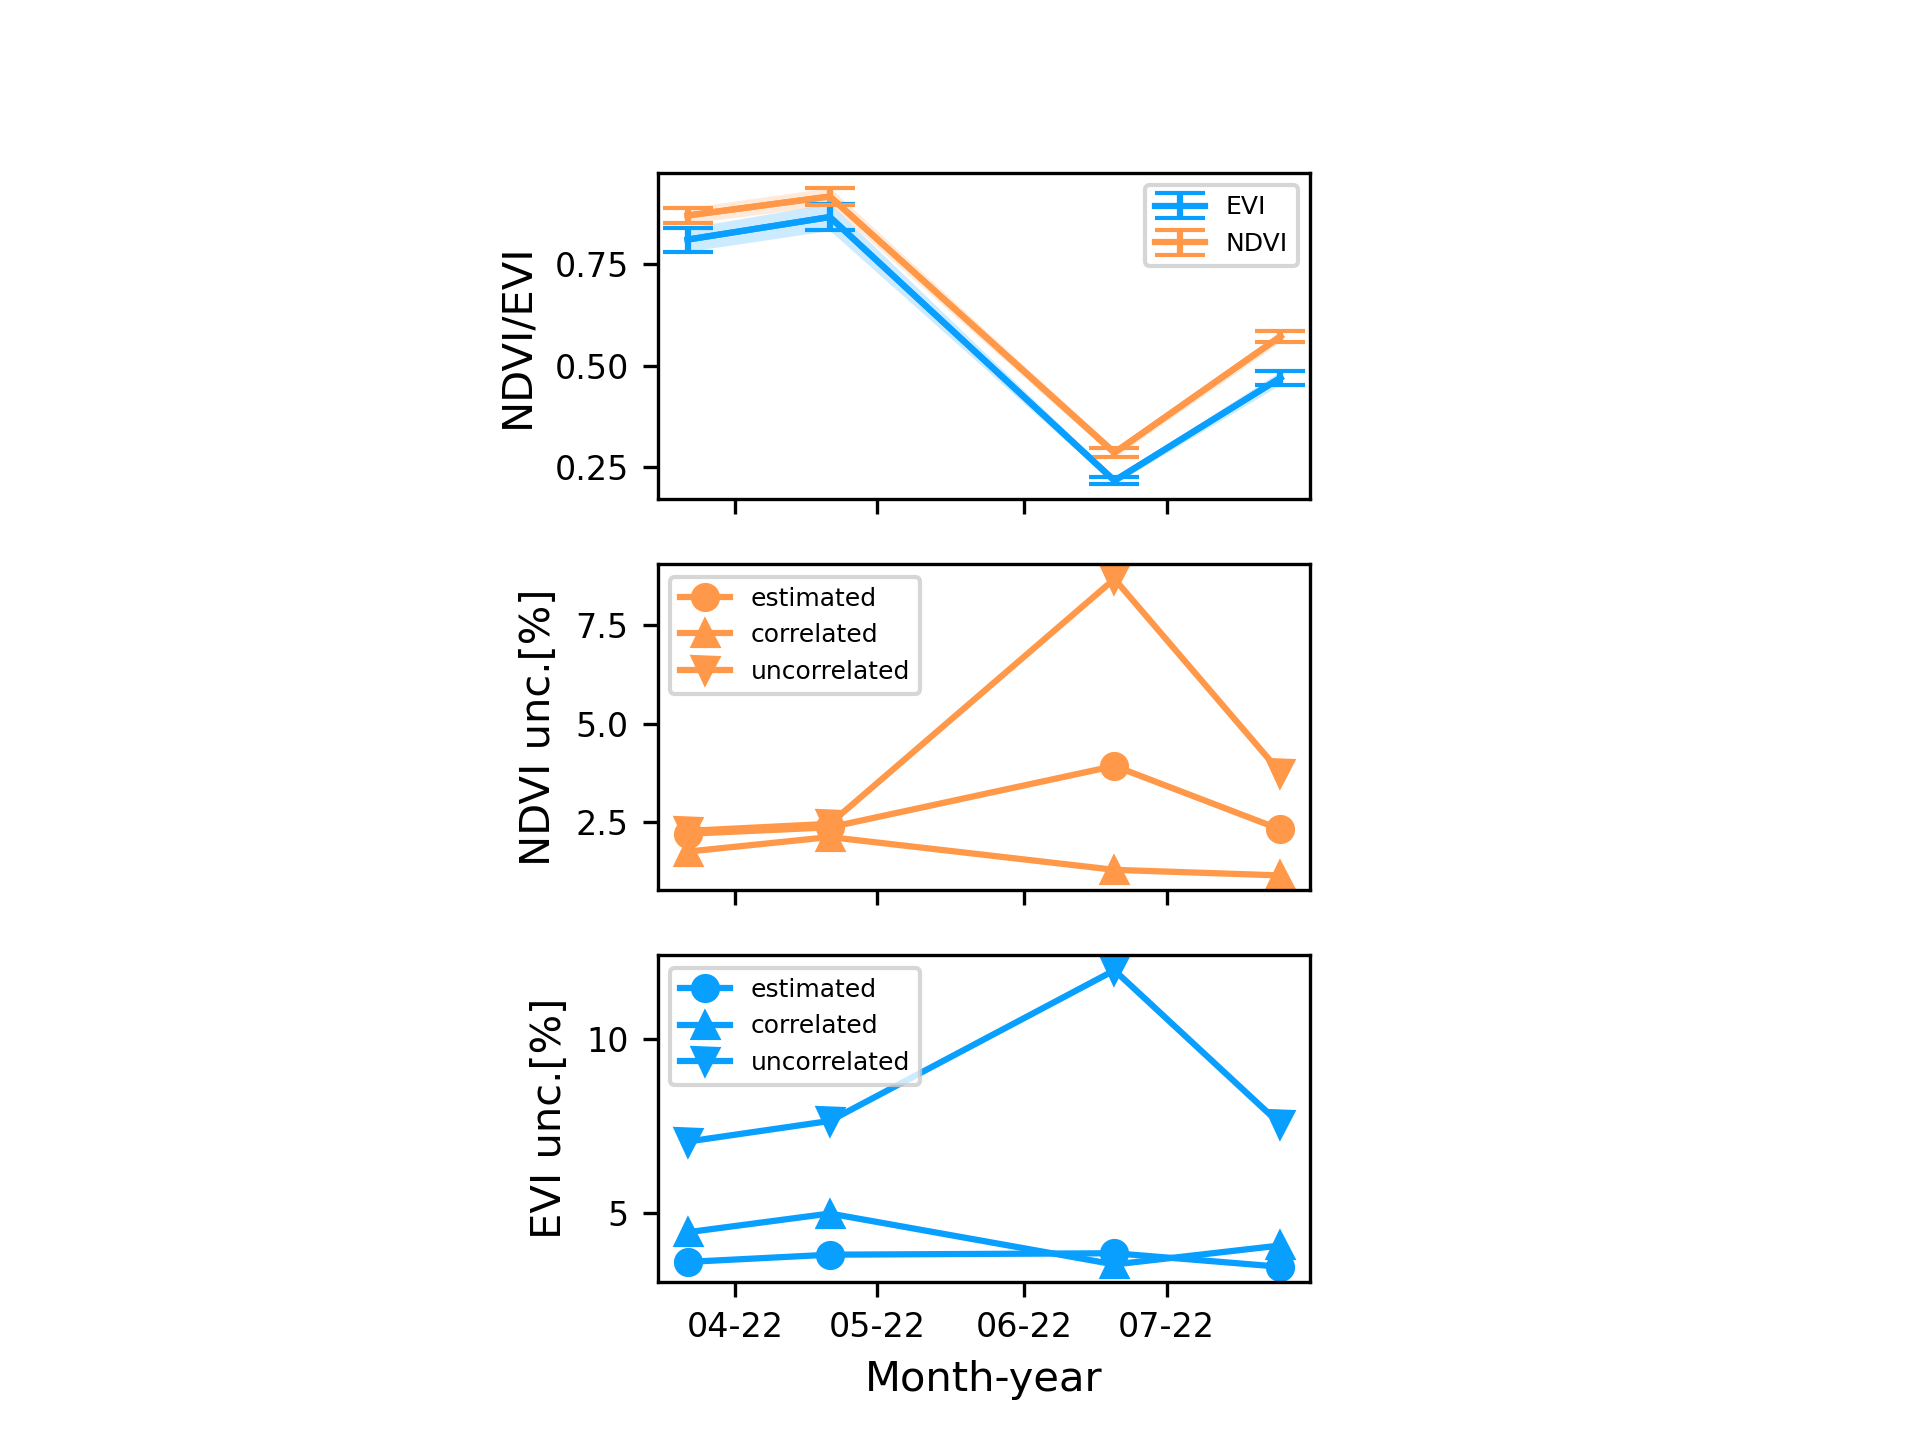 NDVI/EVI
0.75
0.50
0.25
EVI
NDVI
NDVI unc.[%]
7.5
5.0
2.5
estimated
correlated
uncorrelated
EVI unc.[%]
10
5
estimated
correlated
uncorrelated
04-22 05-22 06-22 07-22
Month-year